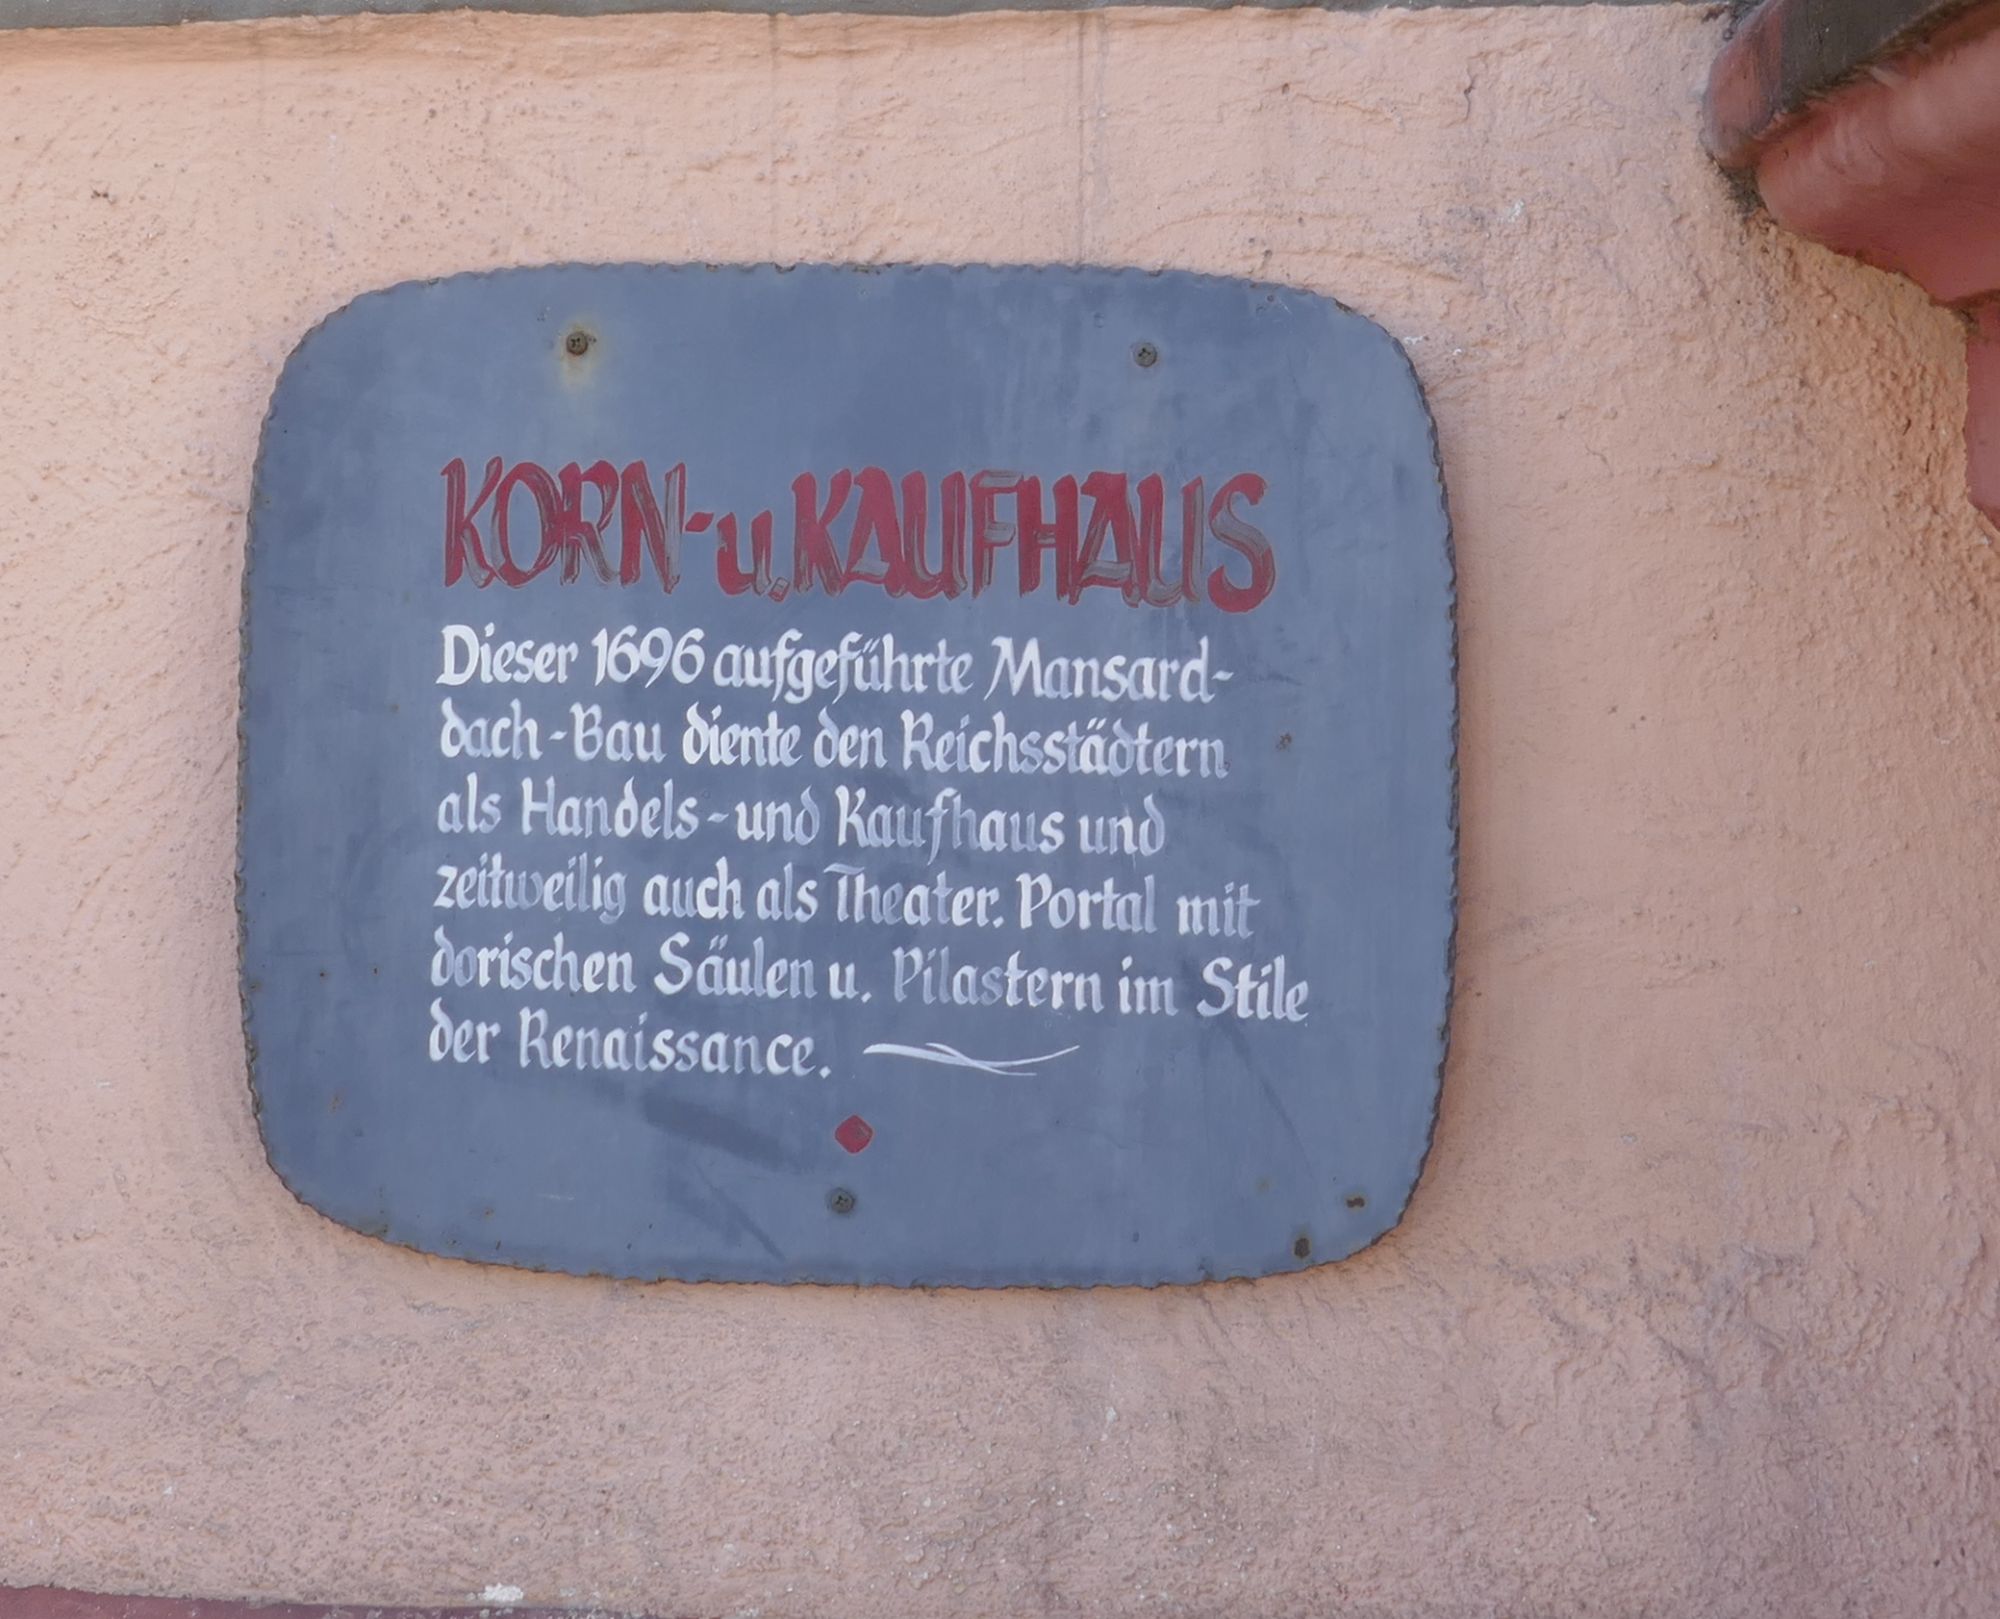 KORN-u.KAUFHAUS
Dieser 1696 aufgeführte Mansard-
dach-Bau diente den Reichsstädtern
als Handels-und Kaufhaus und
zeitweilig auch als Theater. Portal mit
dorischen Säulen u. Pilastern im Stile
der Renaissance.